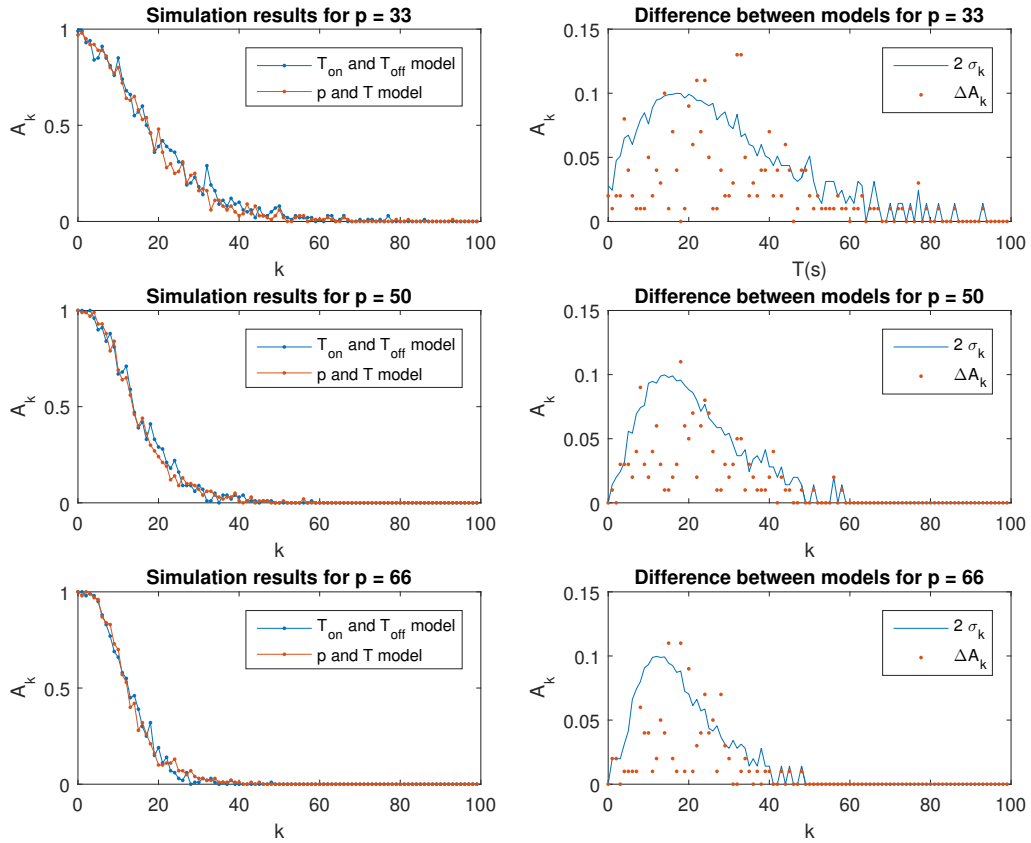 Simulation results for p = 33
A_k
1
0.5
0
0 20 40 60 80 100
k
T_on and T_off model
p and T model
Difference between models for p = 33
A_k
0.15
0.1
0.05
0
0 20 40 60 80 100
T(s)
2 σ_k
ΔA_k
Simulation results for p = 50
A_k
1
0.5
0
0 20 40 60 80 100
k
T_on and T_off model
p and T model
Difference between models for p = 50
A_k
0.15
0.1
0.05
0
0 20 40 60 80 100
k
2 σ_k
ΔA_k
Simulation results for p = 66
A_k
1
0.5
0
0 20 40 60 80 100
k
T_on and T_off model
p and T model
Difference between models for p = 66
A_k
0.15
0.1
0.05
0
0 20 40 60 80 100
k
2 σ_k
ΔA_k